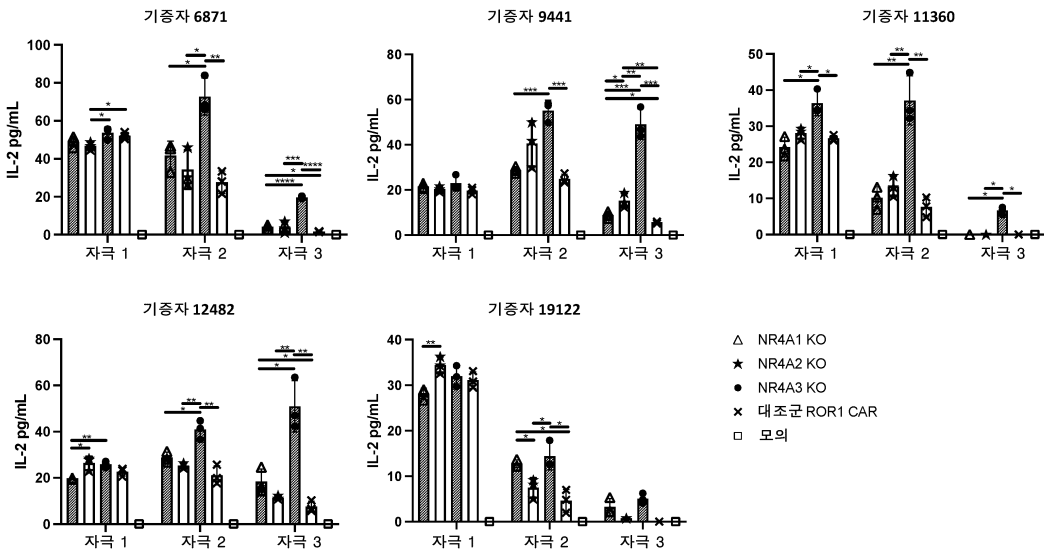 기증자 6871
IL-2 pg/mL
100
80
60
40
20
0
* * **
* *
*** **** * ****
자극 1 자극 2 자극 3
기증자 9441
IL-2 pg/mL
80
60
40
20
0
*** ***
** * ** *** *** *
자극 1 자극 2 자극 3
기증자 11360
IL-2 pg/mL
50
40
30
20
10
0
* * *
** ** **
* * *
자극 1 자극 2 자극 3
기증자 12482
IL-2 pg/mL
80
60
40
20
0
** *
** * **
** * ** *
자극 1 자극 2 자극 3
기증자 19122
IL-2 pg/mL
40
30
20
10
0
**
* * * *
자극 1 자극 2 자극 3
NR4A1 KO
NR4A2 KO
NR4A3 KO
대조군 ROR1 CAR
모의